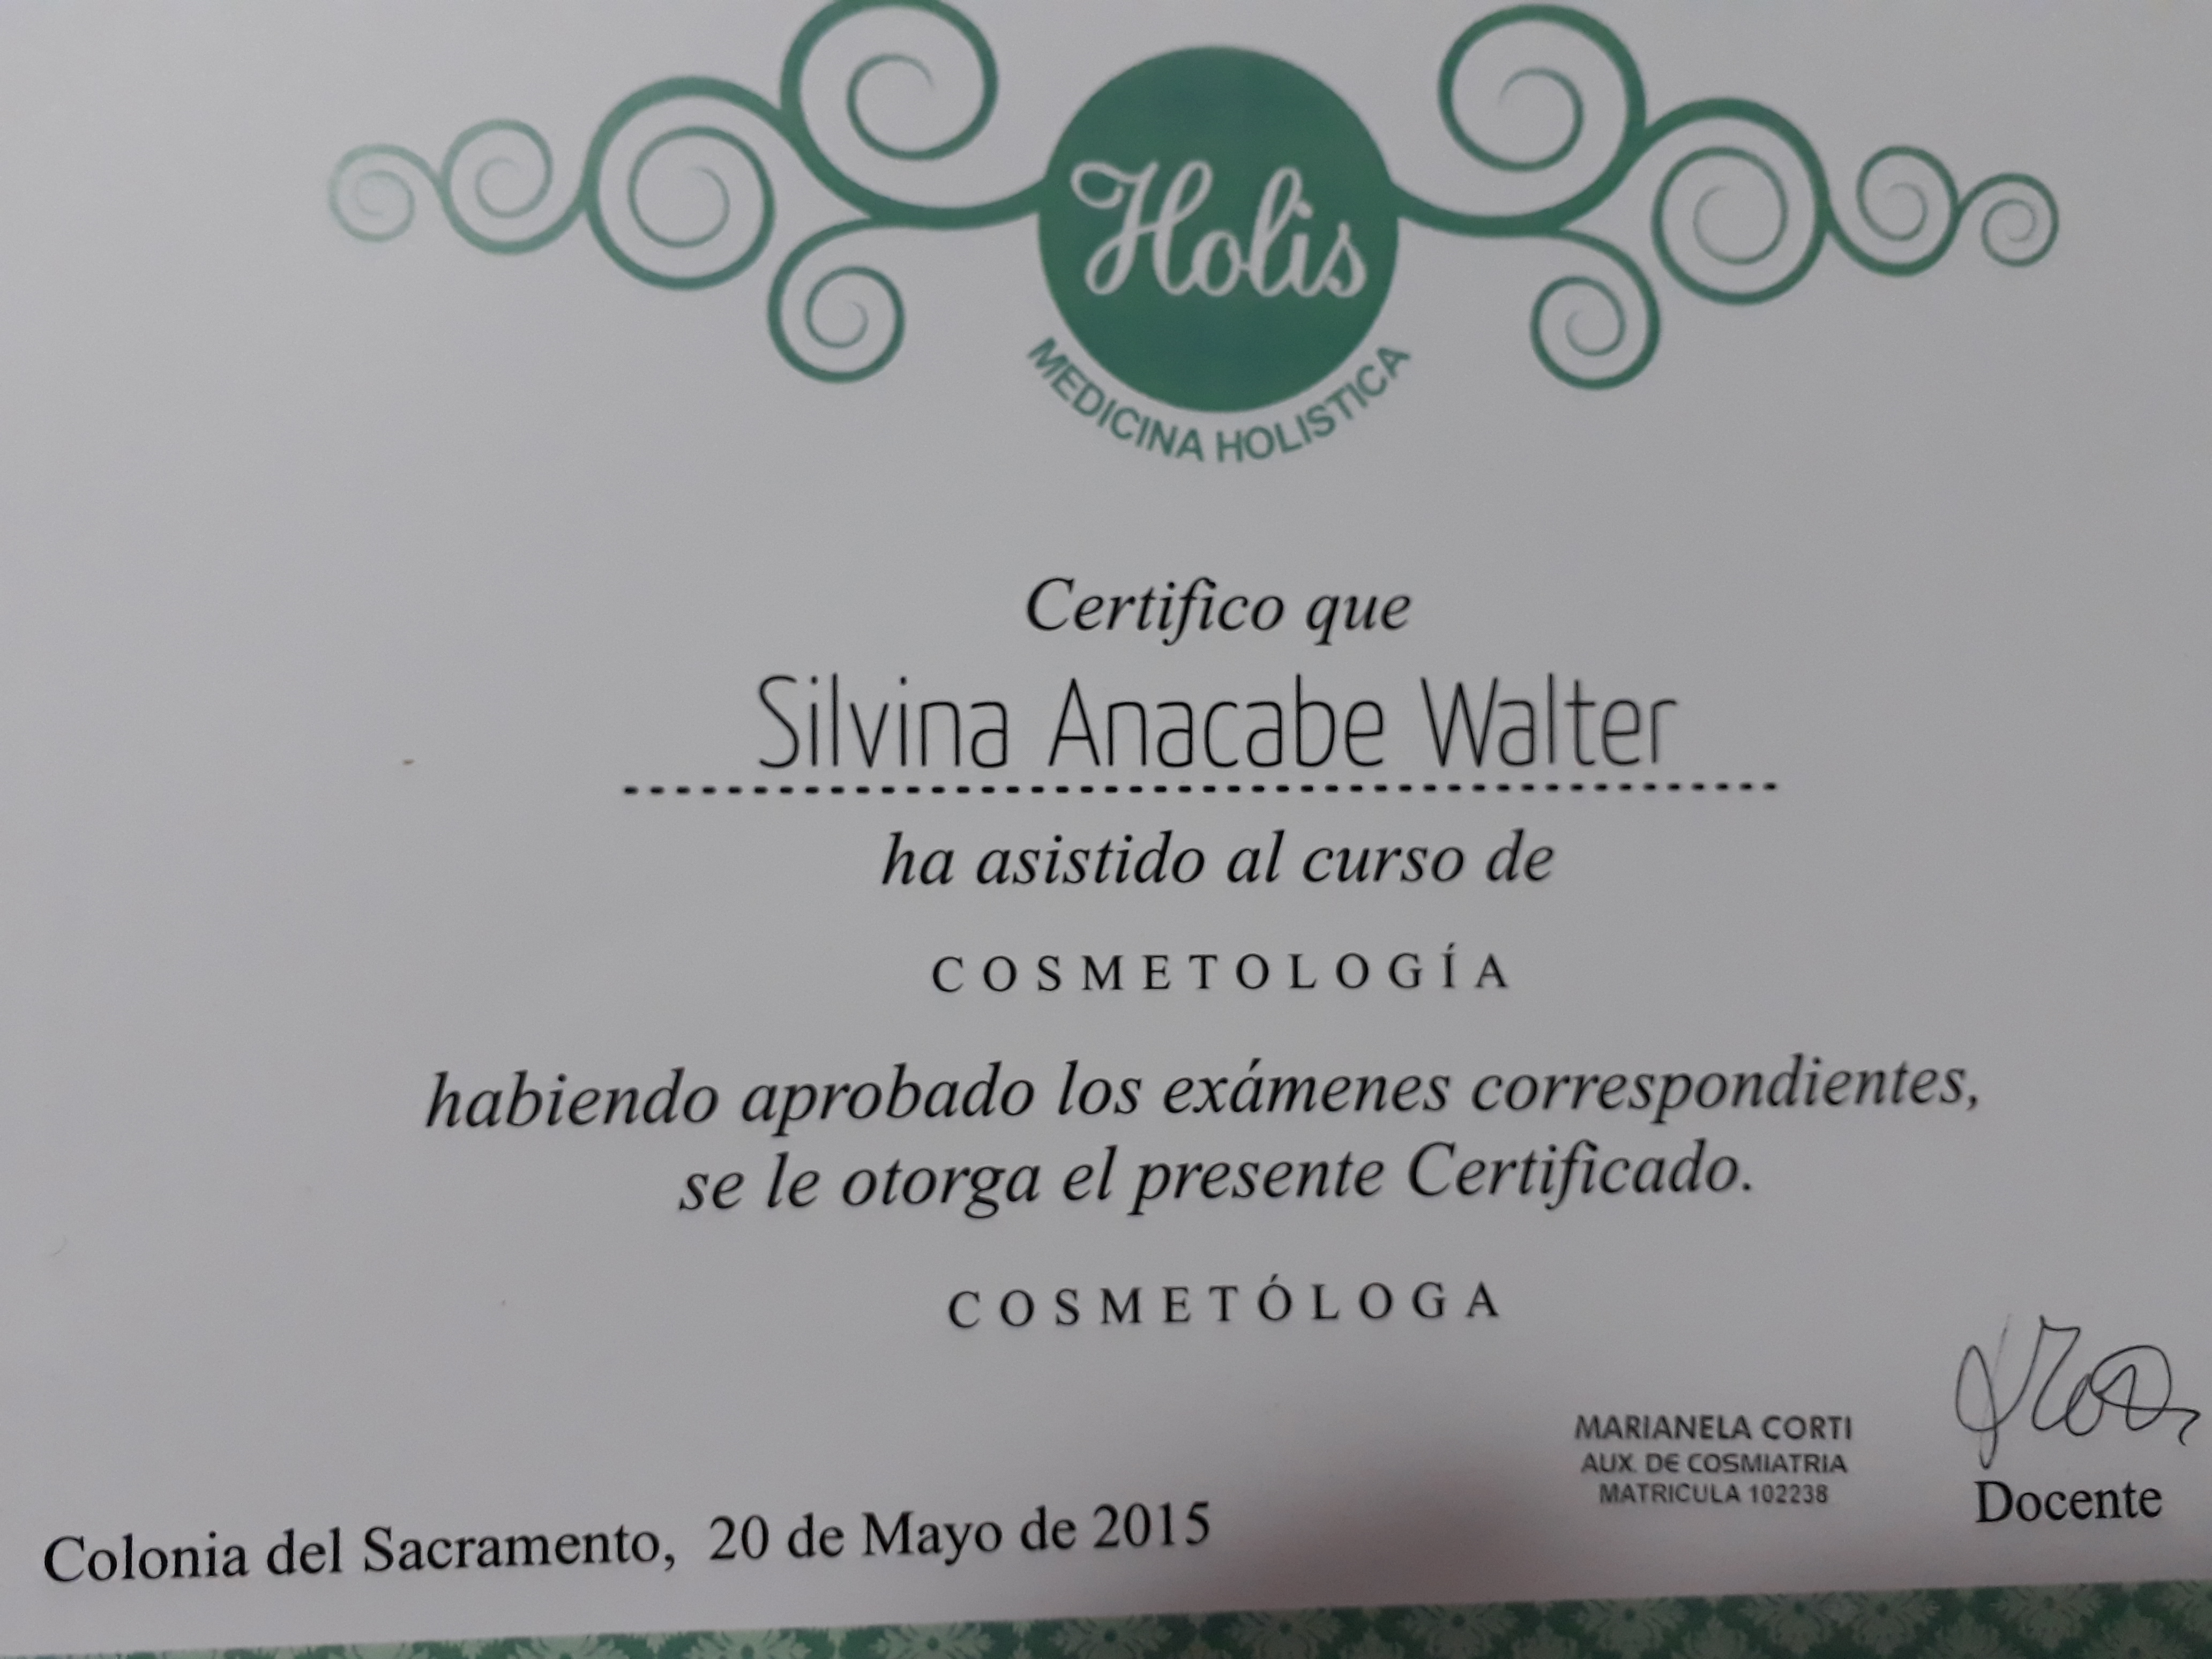 Holis
MEDICINA HOLISTICA
Certifico que
Silvina Anacabe Walter
ha asistido al curso de
COSMETOLOGÍA
habiendo aprobado los exámenes correspondientes,
se le otorga el presente Certificado.
COSMETÓLOGA
MARIANELA CORTI
AUX. DE COSMIATRIA
MATRICULA 102238
Docente
Colonia del Sacramento, 20 de Mayo de 2015